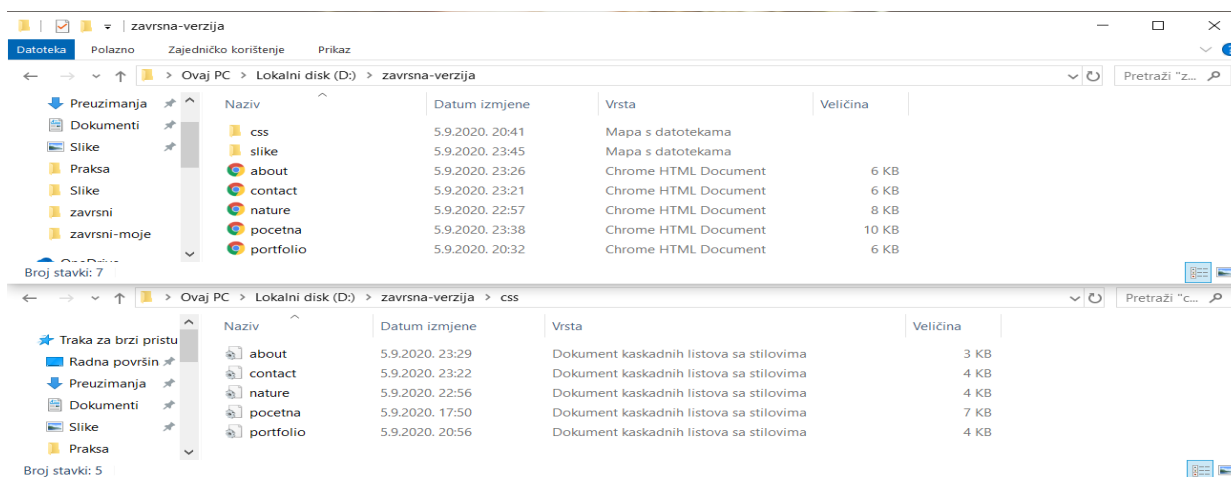 zavrsna-verzija
Datoteka Polazno Zajedničko korištenje Prikaz
Ovaj PC > Lokalni disk (D:) > zavrsna-verzija Pretraži "z...
Preuzimanja
Dokumenti
Slike
Praksa
Slike
zavrsni
zavrsni-moje
Naziv Datum izmjene Vrsta Veličina
css 5.9.2020. 20:41 Mapa s datotekama
slike 5.9.2020. 23:45 Mapa s datotekama
about 5.9.2020. 23:26 Chrome HTML Document 6 KB
contact 5.9.2020. 23:21 Chrome HTML Document 6 KB
nature 5.9.2020. 22:57 Chrome HTML Document 8 KB
pocetna 5.9.2020. 23:38 Chrome HTML Document 10 KB
portfolio 5.9.2020. 20:32 Chrome HTML Document 6 KB
Broj stavki: 7
Ovaj PC > Lokalni disk (D:) > zavrsna-verzija > css Pretraži "c...
Traka za brzi pristu
Radna površin
Preuzimanja
Dokumenti
Slike
Praksa
Naziv Datum izmjene Vrsta Veličina
about 5.9.2020. 23:29 Dokument kaskadnih listova sa stilovima 3 KB
contact 5.9.2020. 23:22 Dokument kaskadnih listova sa stilovima 4 KB
nature 5.9.2020. 22:56 Dokument kaskadnih listova sa stilovima 4 KB
pocetna 5.9.2020. 17:50 Dokument kaskadnih listova sa stilovima 7 KB
portfolio 5.9.2020. 20:56 Dokument kaskadnih listova sa stilovima 4 KB
Broj stavki: 5